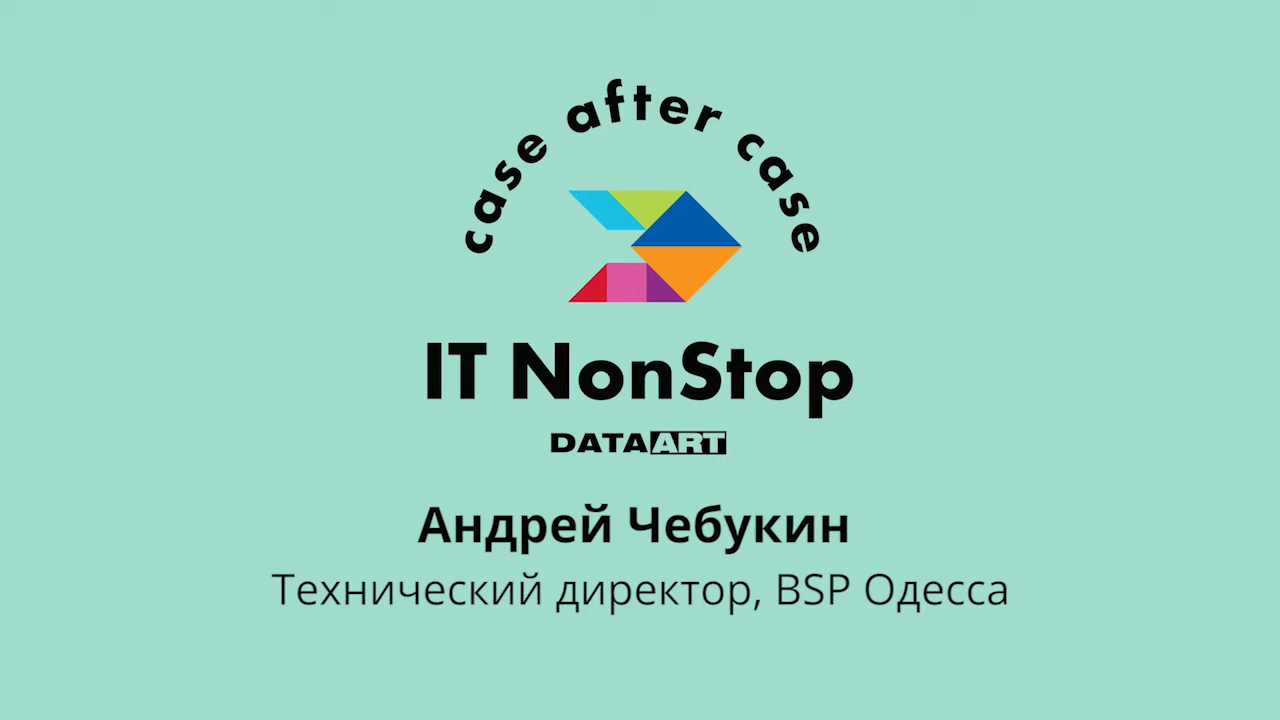 case after case
IT NonStop
DATAART
Андрей Чебукин
Технический директор, BSP Одесса